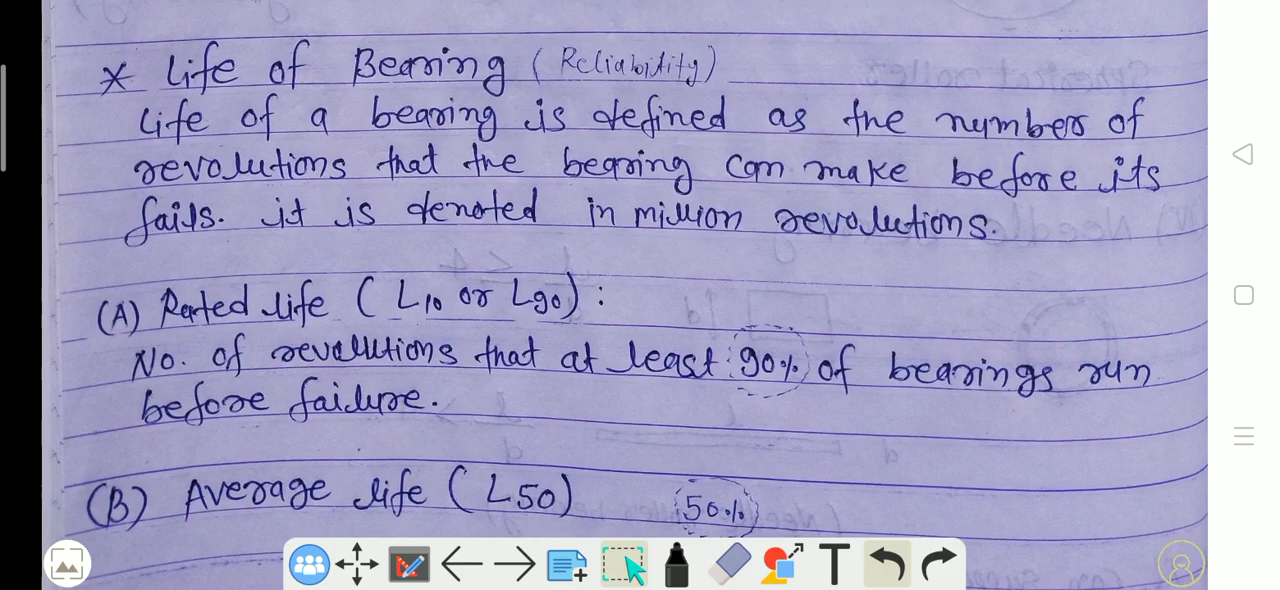 * Life of Bearing (Reliability)
Life of a bearing is defined as the number of
revolutions that the bearing can make before its
fails. it is denoted in million revolutions.
(A) Rated life (L10 or L90) :
No. of revolutions that at least 90% of bearings run
before failure.
(B) Average life (L50) 50%
T